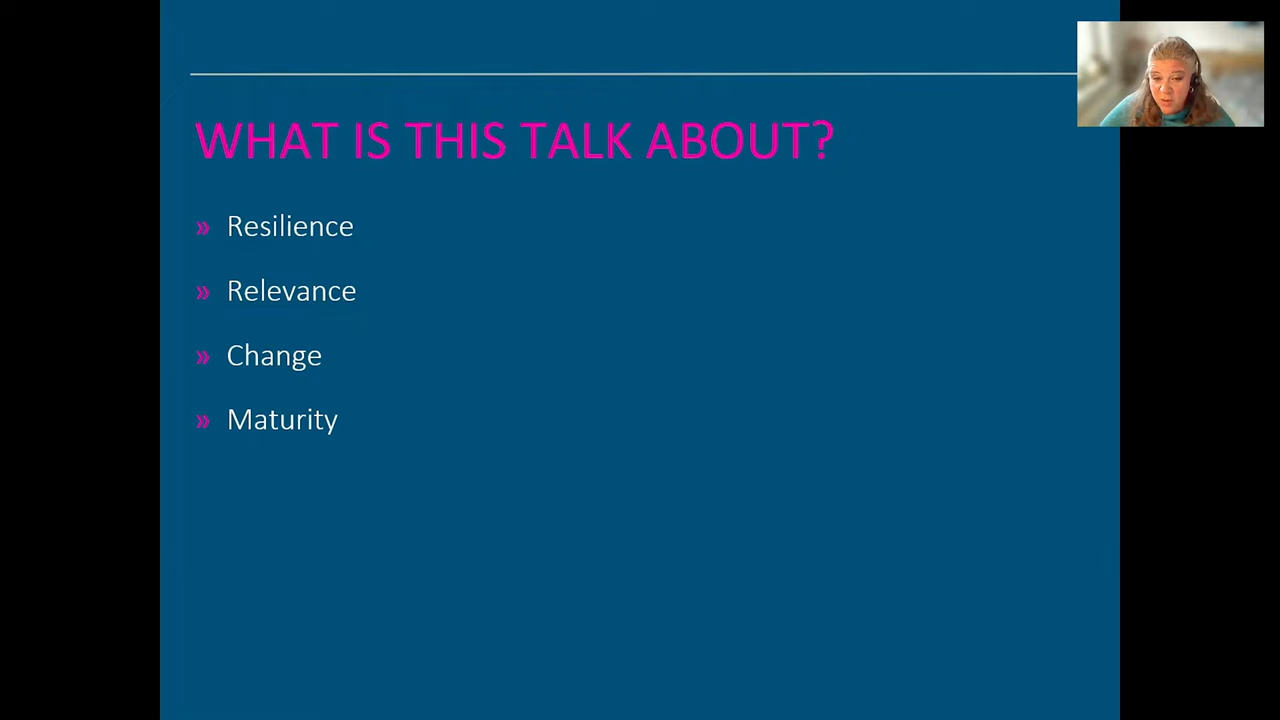 WHAT IS THIS TALK ABOUT?
» Resilience
» Relevance
» Change
» Maturity